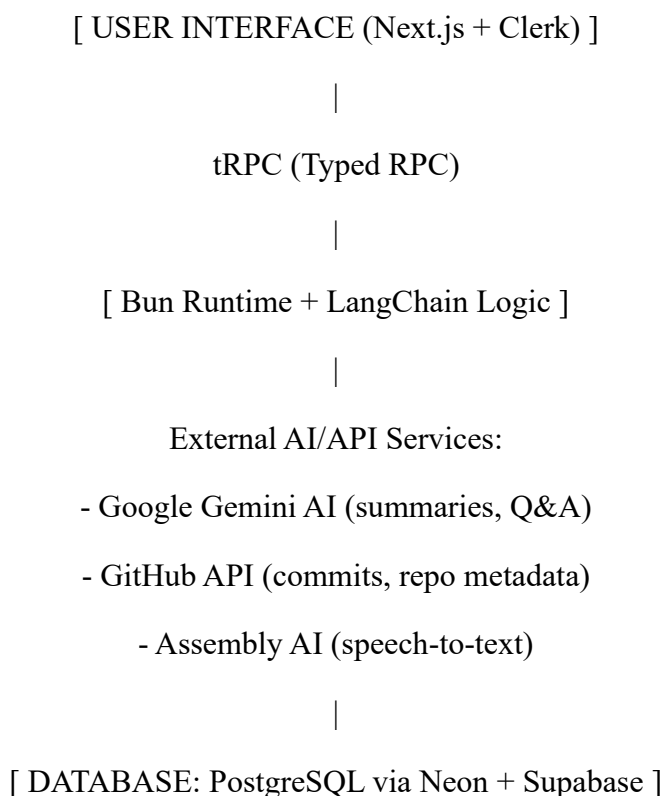 [ USER INTERFACE (Next.js + Clerk) ]
|
tRPC (Typed RPC)
|
[ Bun Runtime + LangChain Logic ]
|
External AI/API Services:
- Google Gemini AI (summaries, Q&A)
- GitHub API (commits, repo metadata)
- Assembly AI (speech-to-text)
|
[ DATABASE: PostgreSQL via Neon + Supabase ]